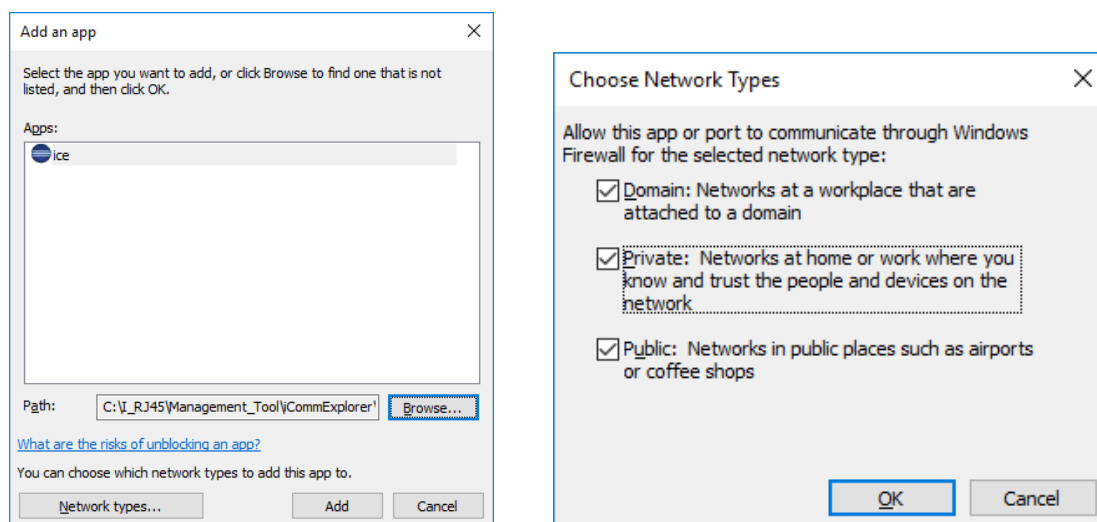 Add an app
Select the app you want to add, or click Browse to find one that is not
listed, and then click OK.
Apps:
ice
Path:
C:\I_RJ45\Management_Tool\iCommExplorer\
Browse...
What are the risks of unblocking an app?
You can choose which network types to add this app to.
Network types...
Add
Cancel
Choose Network Types
Allow this app or port to communicate through Windows
Firewall for the selected network type:
Domain: Networks at a workplace that are
attached to a domain
Private: Networks at home or work where you
know and trust the people and devices on the
network
Public: Networks in public places such as airports
or coffee shops
OK
Cancel